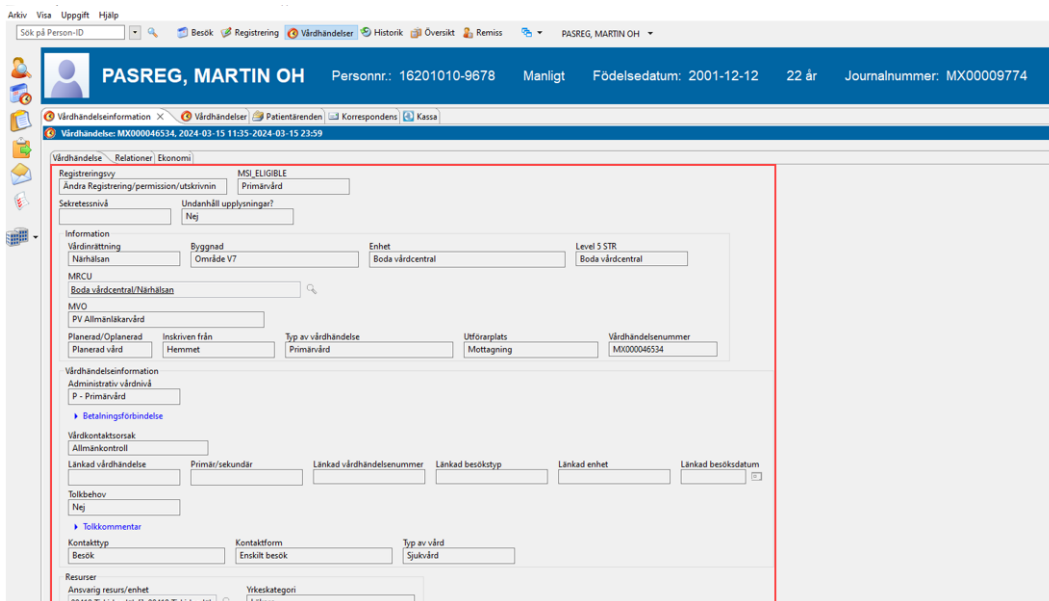 Arkiv Visa Uppgift Hjälp
Sök på Person-ID Besök Registrering Vårdhändelser Historik Översikt Remiss PASREG, MARTIN OH
PASREG, MARTIN OH Personnr.: 16201010-9678 Manligt Födelsedatum: 2001-12-12 22 år Journalnummer: MX00009774
Vårdhändelseinformation Vårdhändelser Patientärenden Korrespondens Kassa
Vårdhändelse: MX000046534, 2024-03-15 11:35-2024-03-15 23:59
Vårdhändelse Relationer Ekonomi
Registreringsvy MSI_ELIGIBLE
Ändra Registrering/permission/utskrivnin Primärvård
Sekretessnivå Undanhåll upplysningar?
Nej
Information
Vårdinrättning Byggnad Enhet Level 5 STR
Närhälsan Område V7 Boda vårdcentral Boda vårdcentral
MRCU
Boda vårdcentral/Närhälsan
MVO
PV Allmänläkarvård
Planerad/Oplanerad Inskriven från Typ av vårdhändelse Utförarplats Vårdhändelsenummer
Planerad vård Hemmet Primärvård Mottagning MX000046534
Vårdhändelseinformation
Administrativ vårdnivå
P - Primärvård
Betalningsförbindelse
Vårdkontaktsorsak
Allmänkontroll
Länkad vårdhändelse Primär/sekundär Länkad vårdhändelsenummer Länkad besökstyp Länkad enhet Länkad besöksdatum
Tolkbehov
Nej
Tolkkommentar
Kontakttyp Kontaktform Typ av vård
Besök Enskilt besök Sjukvård
Resurser
Ansvarig resurs/enhet Yrkeskategori